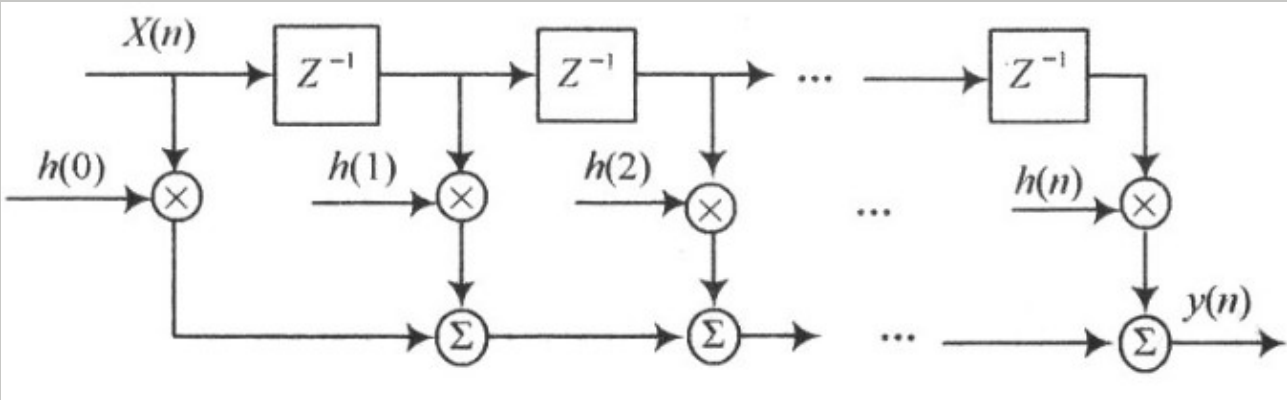 X(n)
Z⁻¹ Z⁻¹ ... Z⁻¹
h(0) h(1) h(2) h(n)
× × × ... ×
y(n)
Σ Σ ... Σ